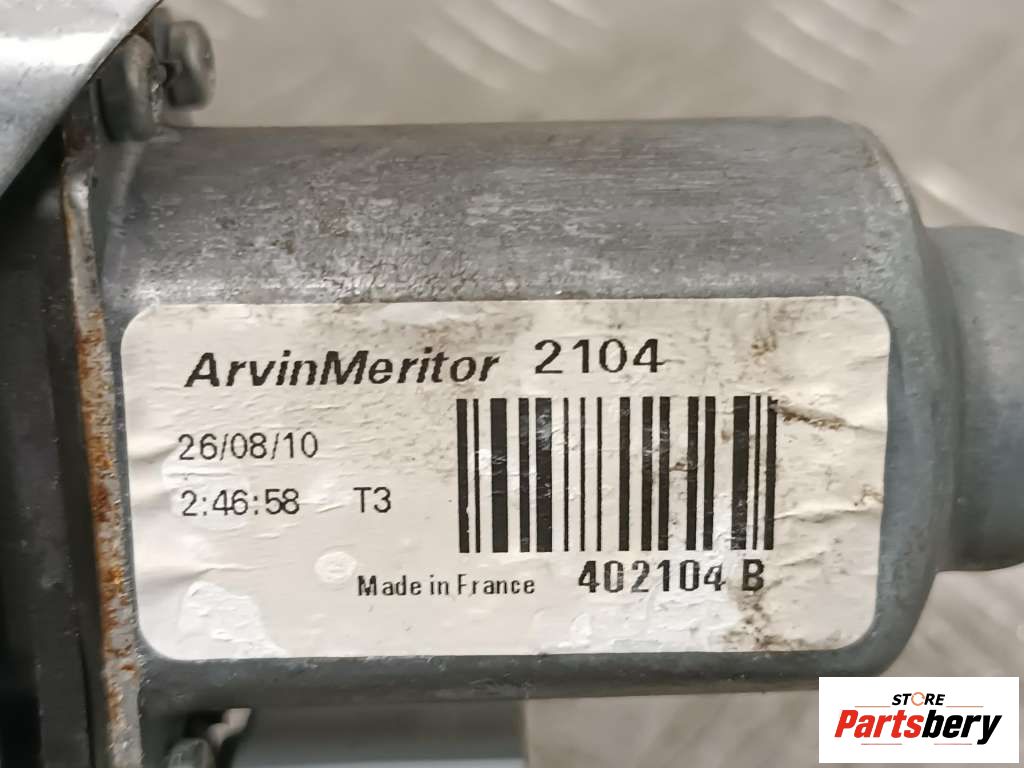 ArvinMeritor 2104
26/08/10
2:46:58 T3
Made in France 402104 B
STORE
Partsbery